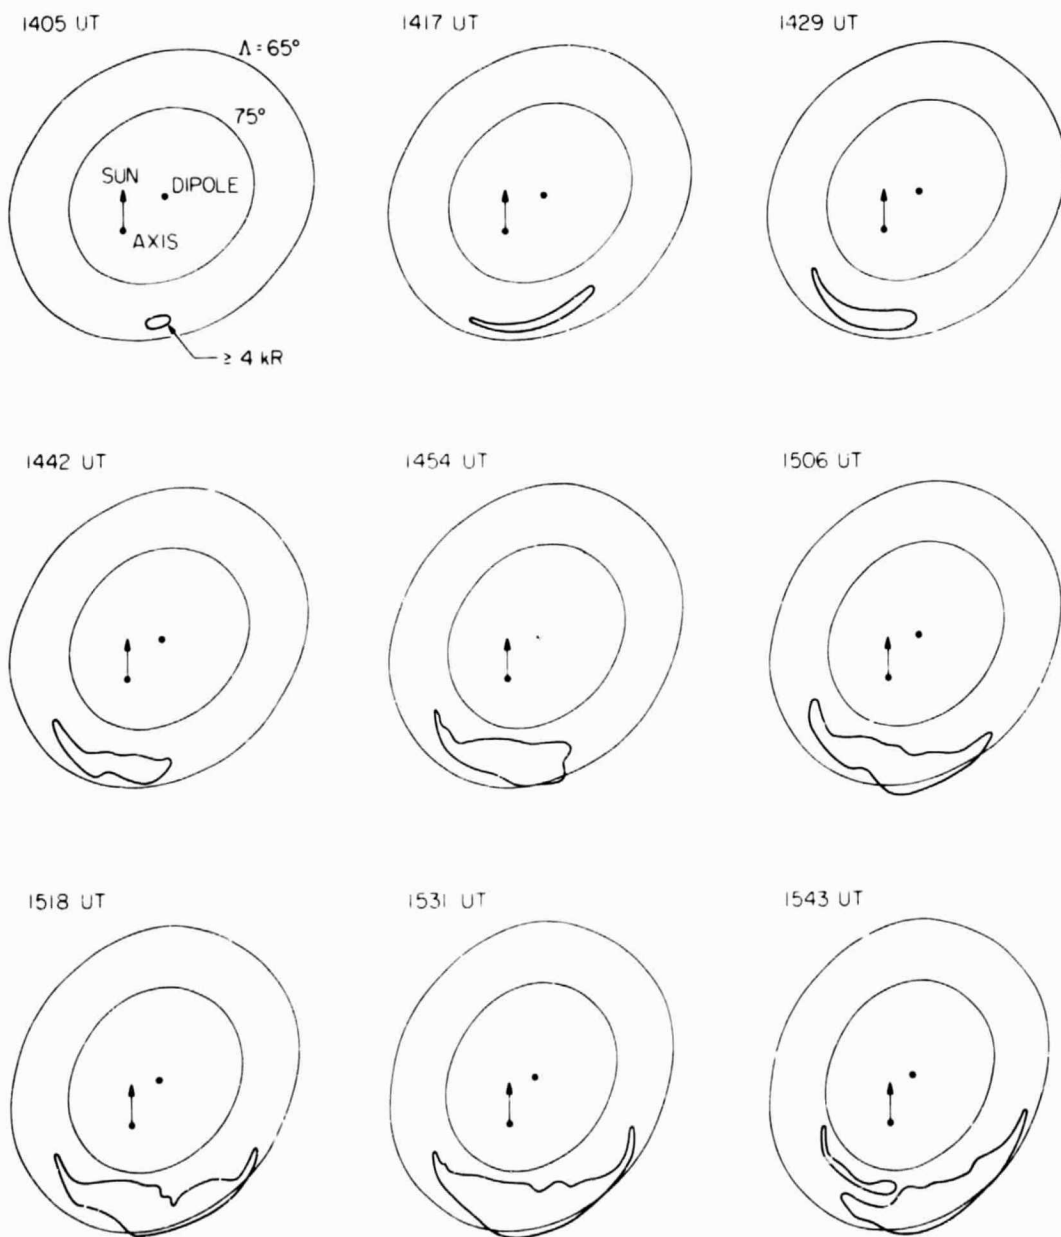 1405 UT
Λ = 65°
75°
SUN
DIPOLE
AXIS
≥ 4 kR
1417 UT
1429 UT
1442 UT
1454 UT
1506 UT
1518 UT
1531 UT
1543 UT